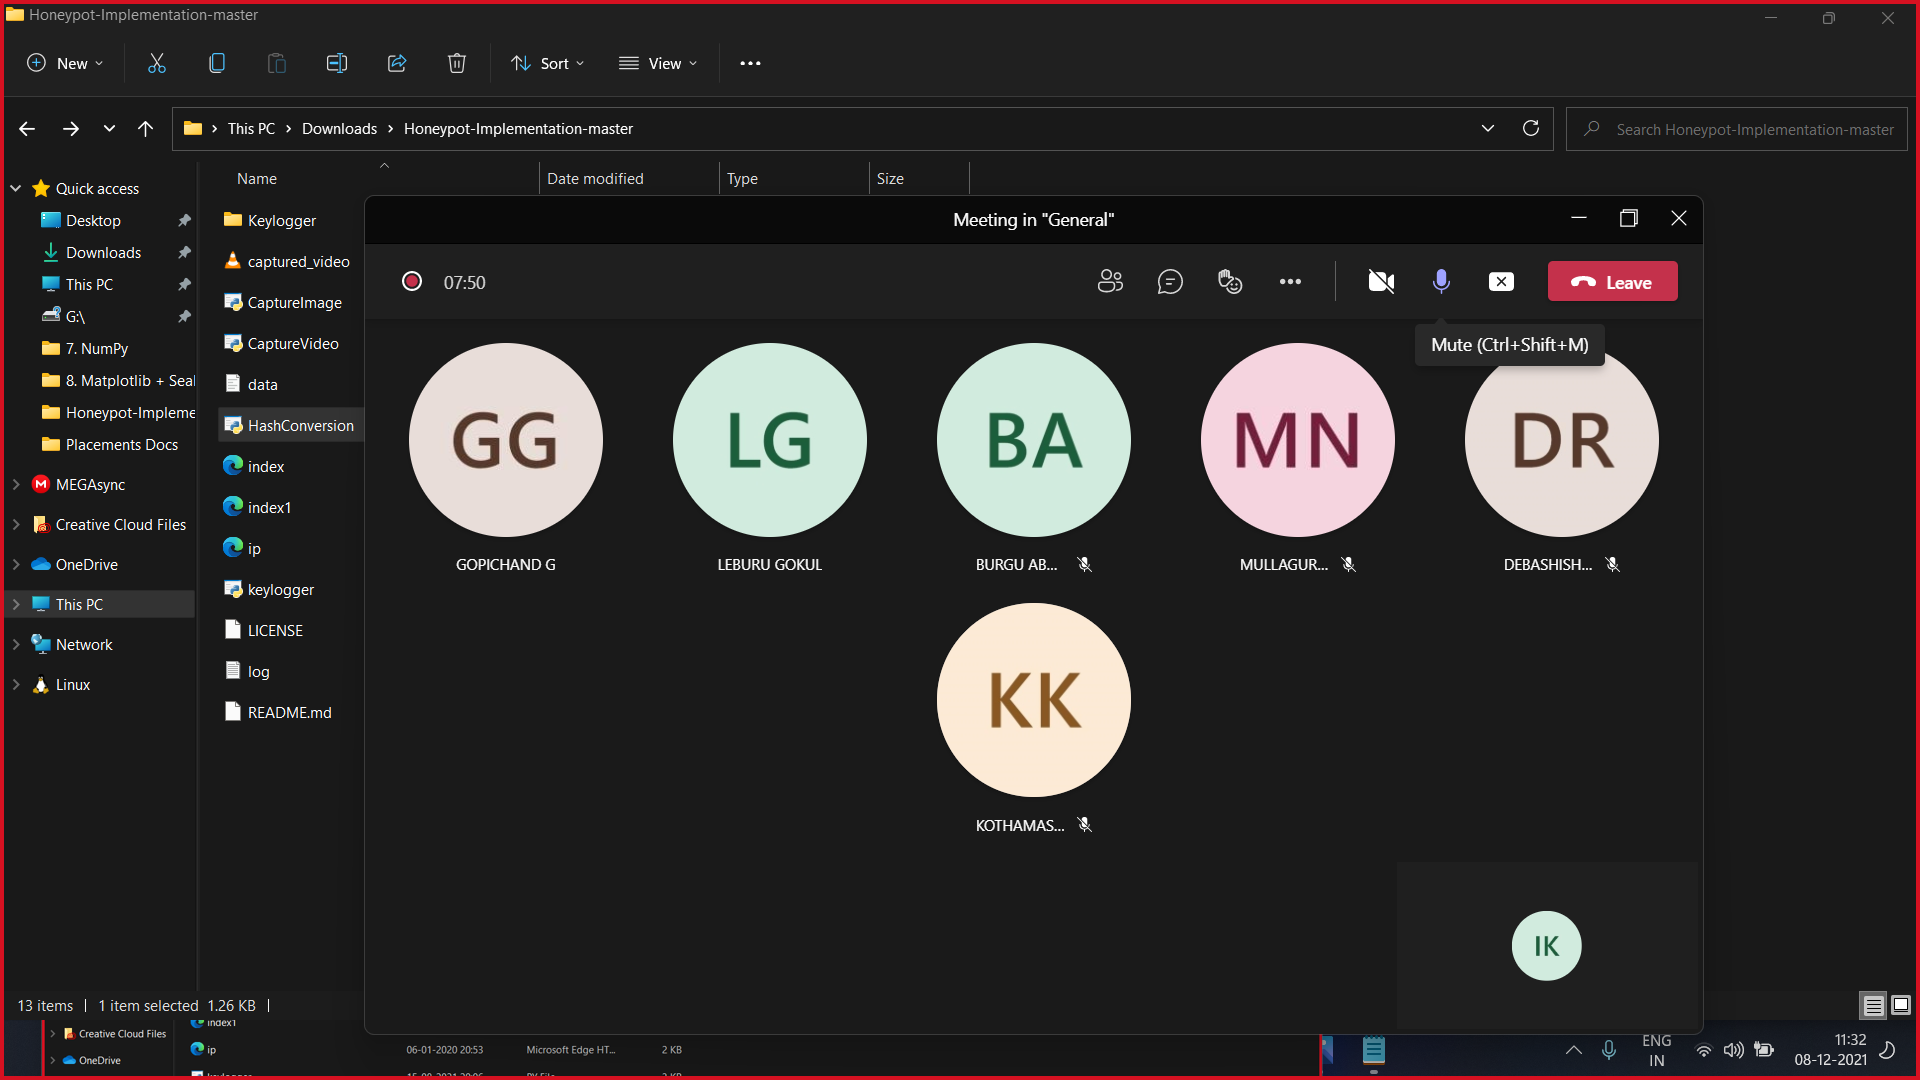 Honeypot-Implementation-master
New
Sort
View
This PC
Downloads
Honeypot-Implementation-master
Search Honeypot-Implementation-master
Quick access
Desktop
Downloads
This PC
G:\
7. NumPy
8. Matplotlib + Seal
Honeypot-Impleme
Placements Docs
MEGAsync
Creative Cloud Files
OneDrive
This PC
Network
Linux
Name
Date modified
Type
Size
Keylogger
captured_video
CaptureImage
CaptureVideo
data
HashConversion
index
index1
ip
keylogger
LICENSE
log
README.md
Meeting in "General"
07:50
Leave
Mute (Ctrl+Shift+M)
GG
LG
BA
MN
DR
GOPICHAND G
LEBURU GOKUL
BURGU AB...
MULLAGUR...
DEBASHISH...
KK
KOTHAMAS...
IK
13 items
1 item selected 1.26 KB
Creative Cloud Files
OneDrive
index1
ip
06-01-2020 20:53
Microsoft Edge HT...
2 KB
ENG
IN
11:32
08-12-2021